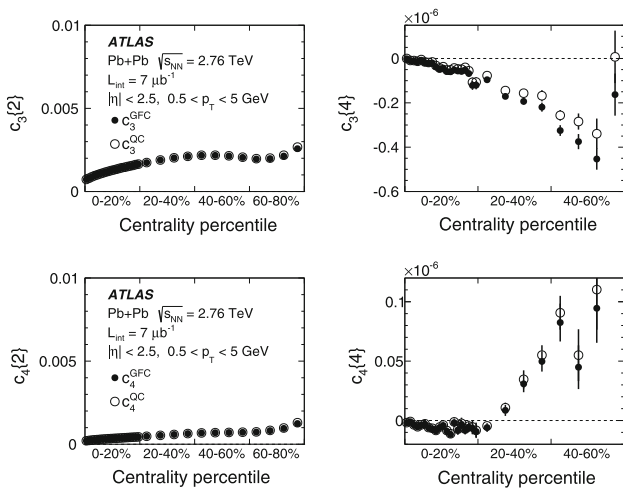 0.01
ATLAS
Pb+Pb √sNN = 2.76 TeV
Lint = 7 μb-1
|η| < 2.5, 0.5 < pT < 5 GeV
c3GFC
c3QC
0.005
0
c3{2}
0-20% 20-40% 40-60% 60-80%
Centrality percentile
×10-6
0
-0.2
-0.4
-0.6
c3{4}
0-20% 20-40% 40-60%
Centrality percentile
0.01
ATLAS
Pb+Pb √sNN = 2.76 TeV
Lint = 7 μb-1
|η| < 2.5, 0.5 < pT < 5 GeV
c4GFC
c4QC
0.005
0
c4{2}
0-20% 20-40% 40-60% 60-80%
Centrality percentile
×10-6
0.1
0.05
0
c4{4}
0-20% 20-40% 40-60%
Centrality percentile